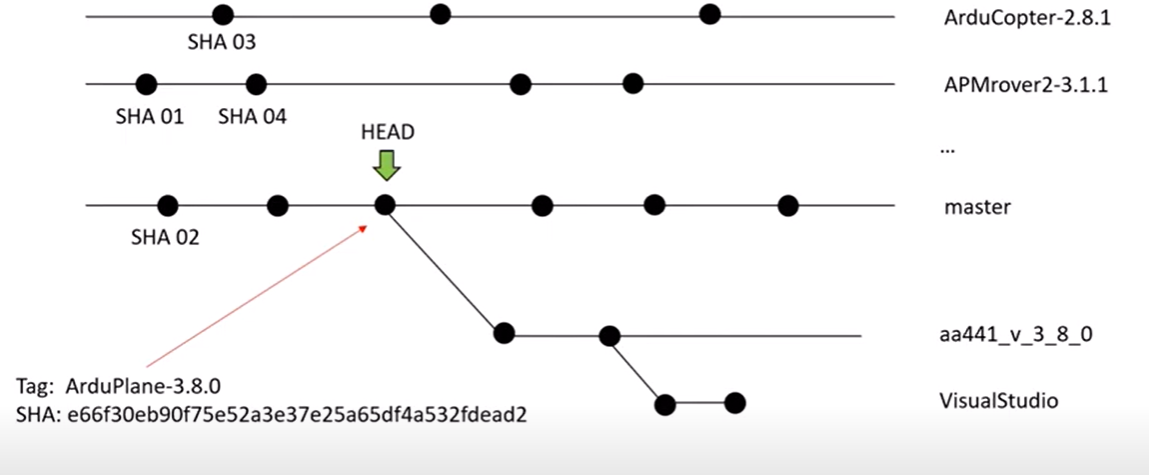 ArduCopter-2.8.1
SHA 03
APMrover2-3.1.1
SHA 01 SHA 04
HEAD
...
master
SHA 02
aa441_v_3_8_0
Tag: ArduPlane-3.8.0
VisualStudio
SHA: e66f30eb90f75e52a3e37e25a65df4a532fdead2